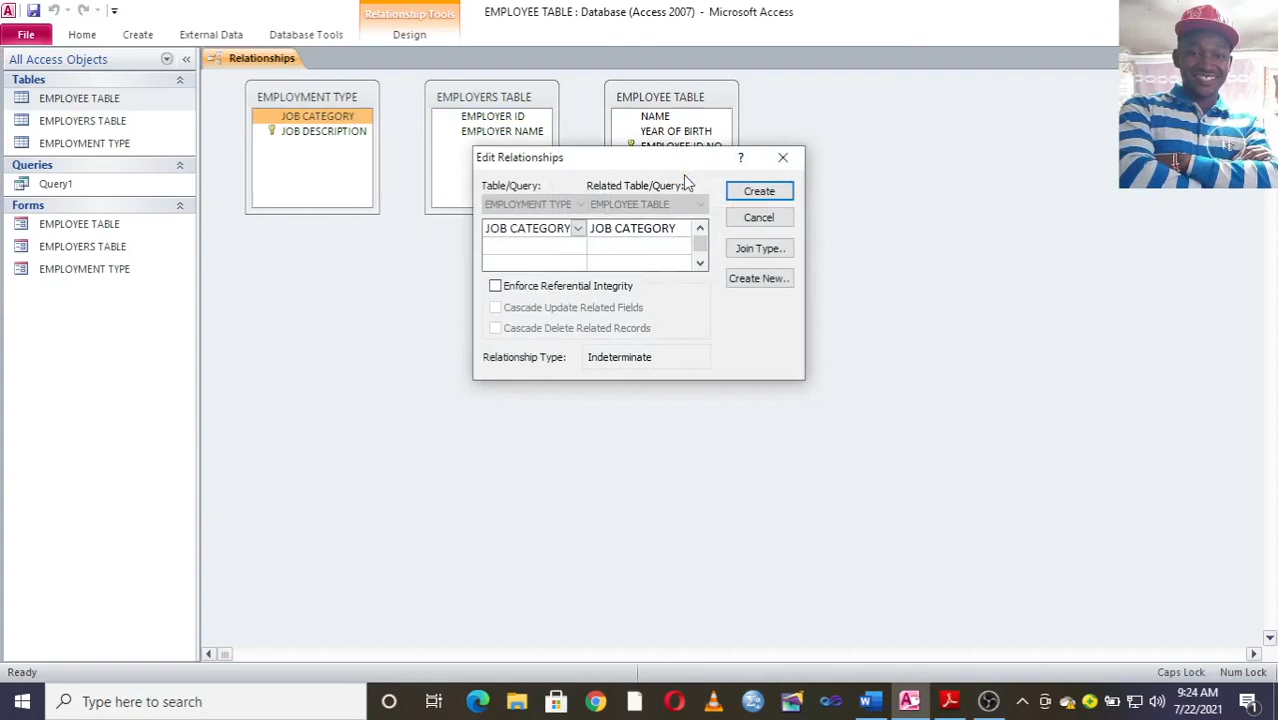 EMPLOYEE TABLE : Database (Access 2007) - Microsoft Access
Relationship Tools
File Home Create External Data Database Tools Design
All Access Objects
Tables
EMPLOYEE TABLE
EMPLOYERS TABLE
EMPLOYMENT TYPE
Queries
Query1
Forms
EMPLOYEE TABLE
EMPLOYERS TABLE
EMPLOYMENT TYPE
Relationships
EMPLOYMENT TYPE
JOB CATEGORY
JOB DESCRIPTION
EMPLOYERS TABLE
EMPLOYER ID
EMPLOYER NAME
EMPLOYEE TABLE
NAME
YEAR OF BIRTH
EMPLOYEE ID NO
Edit Relationships
Table/Query: Related Table/Query:
EMPLOYMENT TYPE EMPLOYEE TABLE
JOB CATEGORY JOB CATEGORY
Enforce Referential Integrity
Cascade Update Related Fields
Cascade Delete Related Records
Relationship Type: Indeterminate
Create
Cancel
Join Type..
Create New..
Ready Caps Lock Num Lock
Type here to search
9:24 AM
7/22/2021